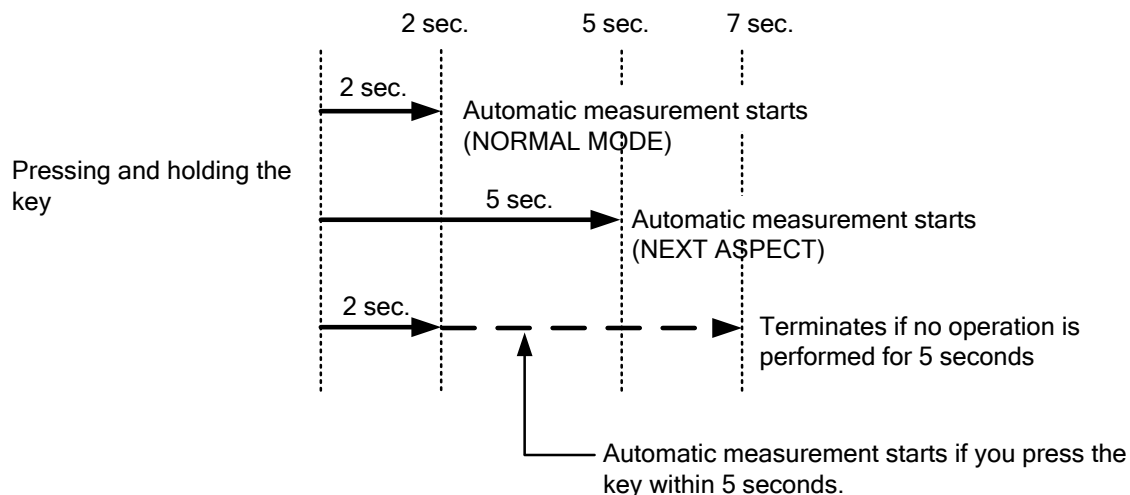 2 sec. 5 sec. 7 sec.
2 sec.
Automatic measurement starts
(NORMAL MODE)
Pressing and holding the
key
5 sec.
Automatic measurement starts
(NEXT ASPECT)
2 sec.
Terminates if no operation is
performed for 5 seconds
Automatic measurement starts if you press the
key within 5 seconds.